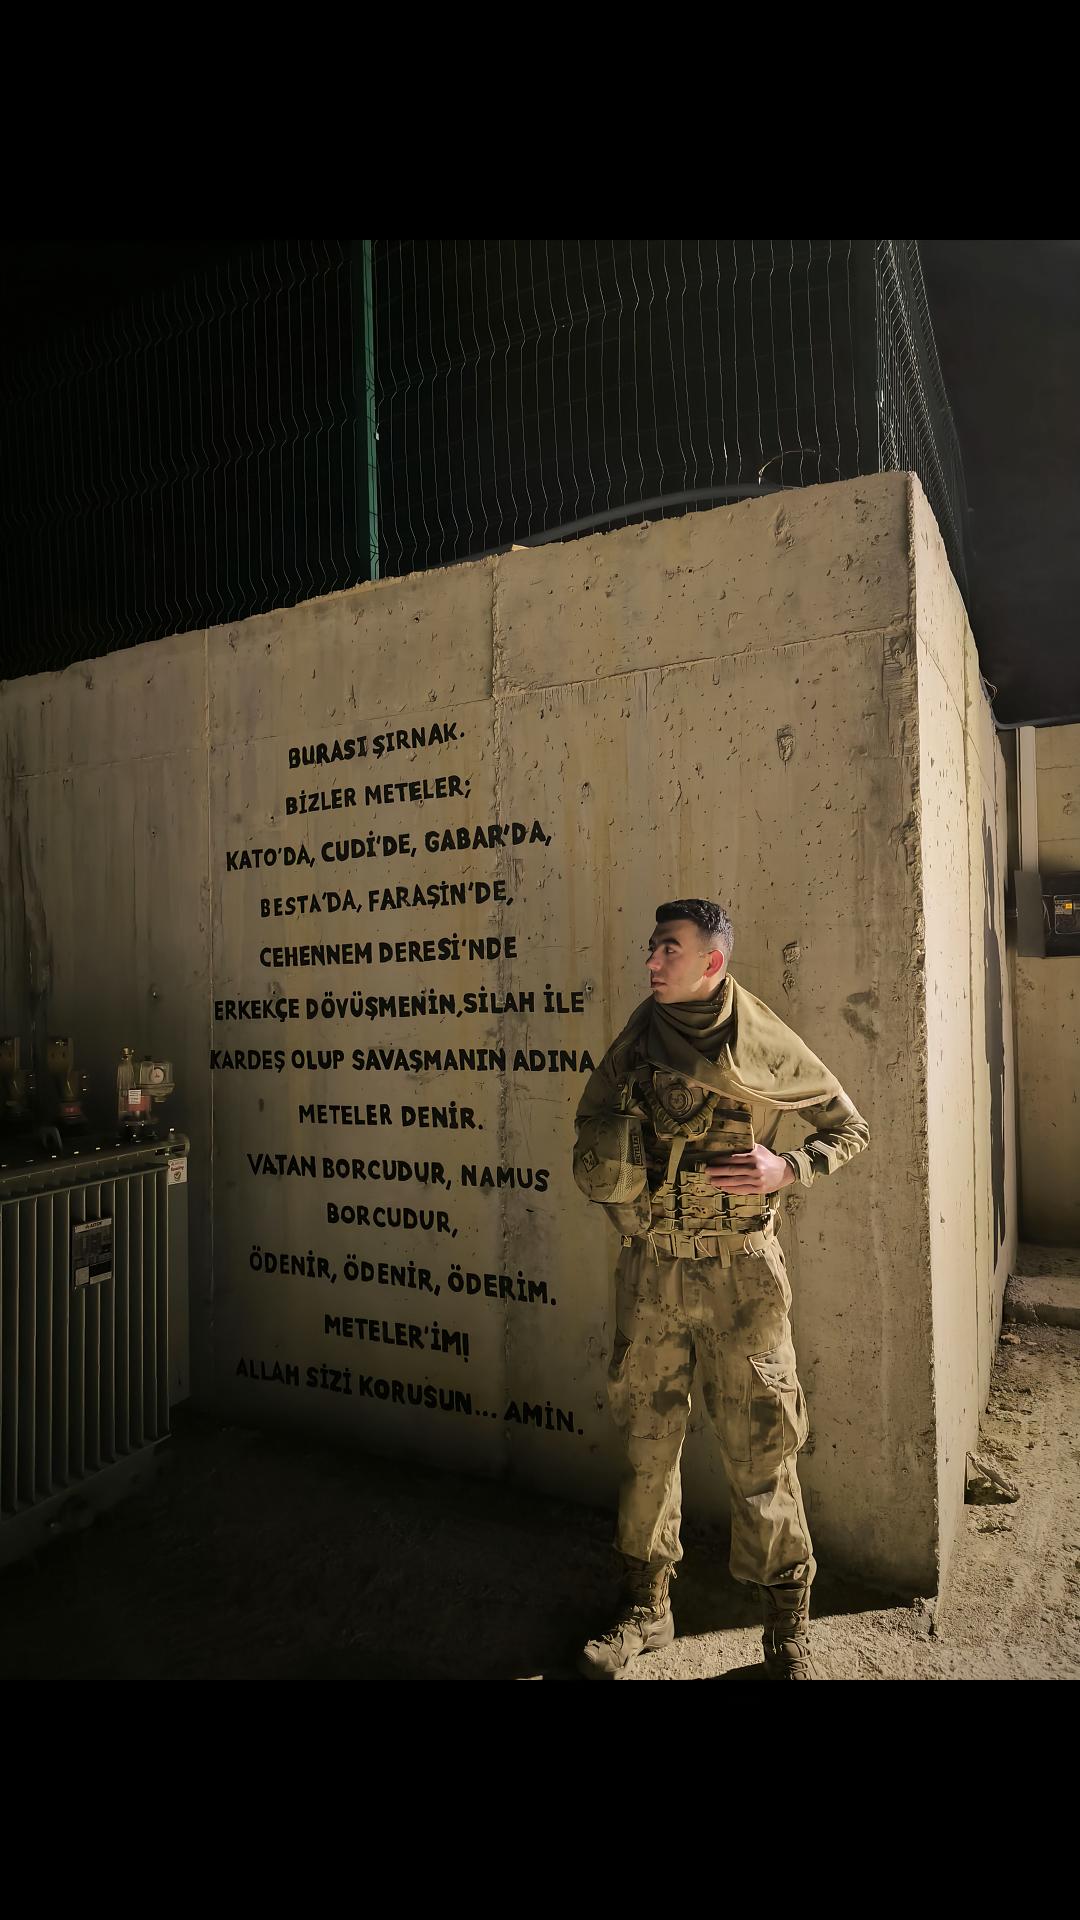 BURASI ŞIRNAK.
BİZLER METELER;
KATO'DA, CUDİ'DE, GABAR'DA,
BESTA'DA, FARAŞİN'DE,
CEHENNEM DERESİ'NDE
ERKEKÇE DÖVÜŞMENİN,SİLAH İLE
KARDEŞ OLUP SAVAŞMANIN ADINA
METELER DENİR.
VATAN BORCUDUR, NAMUS
BORCUDUR,
ÖDENİR, ÖDENİR, ÖDERİM.
METELER'İM!
ALLAH SİZİ KORUSUN... AMİN.